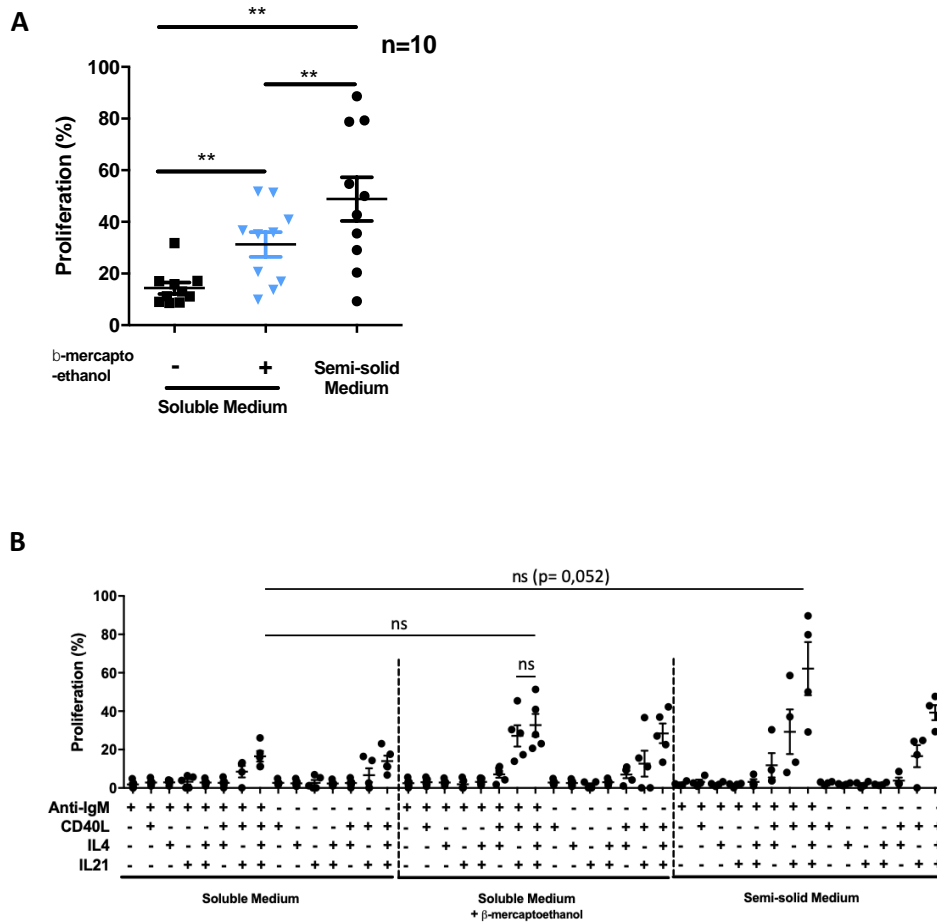 A
n=10
**
**
**
100
80
60
40
20
0
Proliferation (%)
b-mercapto
-ethanol
- +
Semi-solid
Medium
Soluble Medium
B
ns (p= 0,052)
ns
ns
100
80
60
40
20
0
Proliferation (%)
Anti-IgM + + + + + + + + - - - - - - - + + + + + + + + - - - - - - - + + + + + + + + - - - - - - -
CD40L - + - - - + + + + - - - + + + - + - - - + + + + - - - + + + - + - - - + + + + - - - + + +
IL4 - - + - + + - + - + - + + - + - - + - + + - + - + - + + - + - - + - + + - + - + - + + - +
IL21 - - - + + - + + - - + + - + + - - - + + - + + - - + + - + + - - - + + - + + - - + + - + +
Soluble Medium
Soluble Medium
+ β-mercaptoethanol
Semi-solid Medium